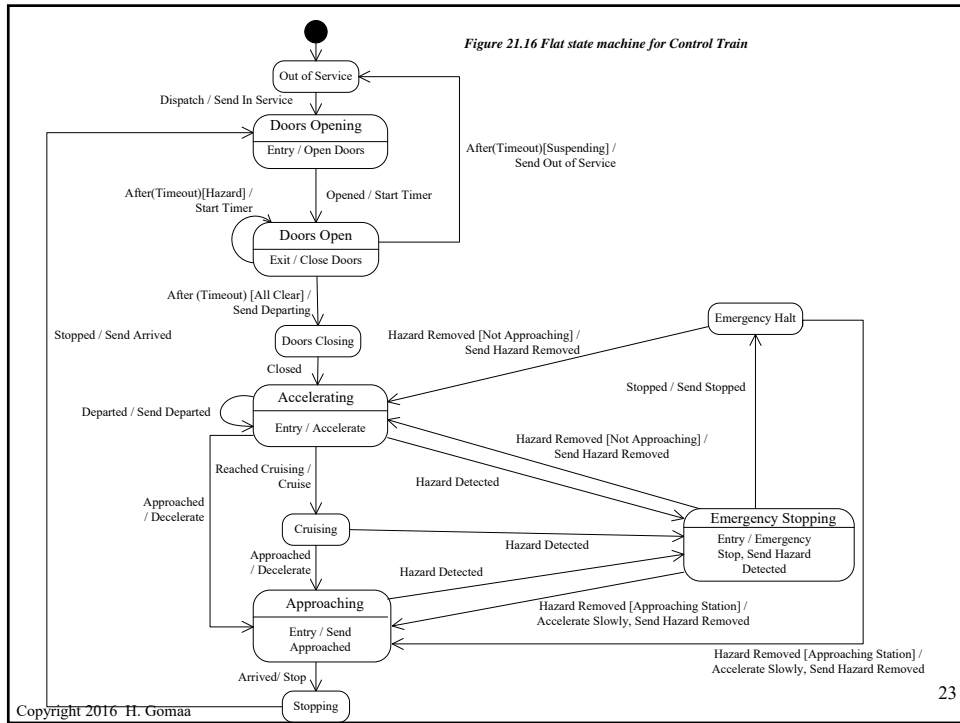 Figure 21.16 Flat state machine for Control Train
Out of Service
Dispatch / Send In Service
Doors Opening
Entry / Open Doors
After(Timeout)[Suspending] /
Send Out of Service
After(Timeout)[Hazard] /
Start Timer
Opened / Start Timer
Doors Open
Exit / Close Doors
After (Timeout) [All Clear] /
Send Departing
Stopped / Send Arrived
Doors Closing
Closed
Hazard Removed [Not Approaching] /
Send Hazard Removed
Emergency Halt
Stopped / Send Stopped
Accelerating
Entry / Accelerate
Departed / Send Departed
Hazard Removed [Not Approaching] /
Send Hazard Removed
Reached Cruising /
Cruise
Hazard Detected
Approached
/ Decelerate
Cruising
Emergency Stopping
Entry / Emergency
Stop, Send Hazard
Detected
Hazard Detected
Approached
/ Decelerate
Hazard Detected
Approaching
Entry / Send
Approached
Hazard Removed [Approaching Station] /
Accelerate Slowly, Send Hazard Removed
Hazard Removed [Approaching Station] /
Accelerate Slowly, Send Hazard Removed
Arrived/ Stop
Stopping
Copyright 2016 H. Gomaa
23